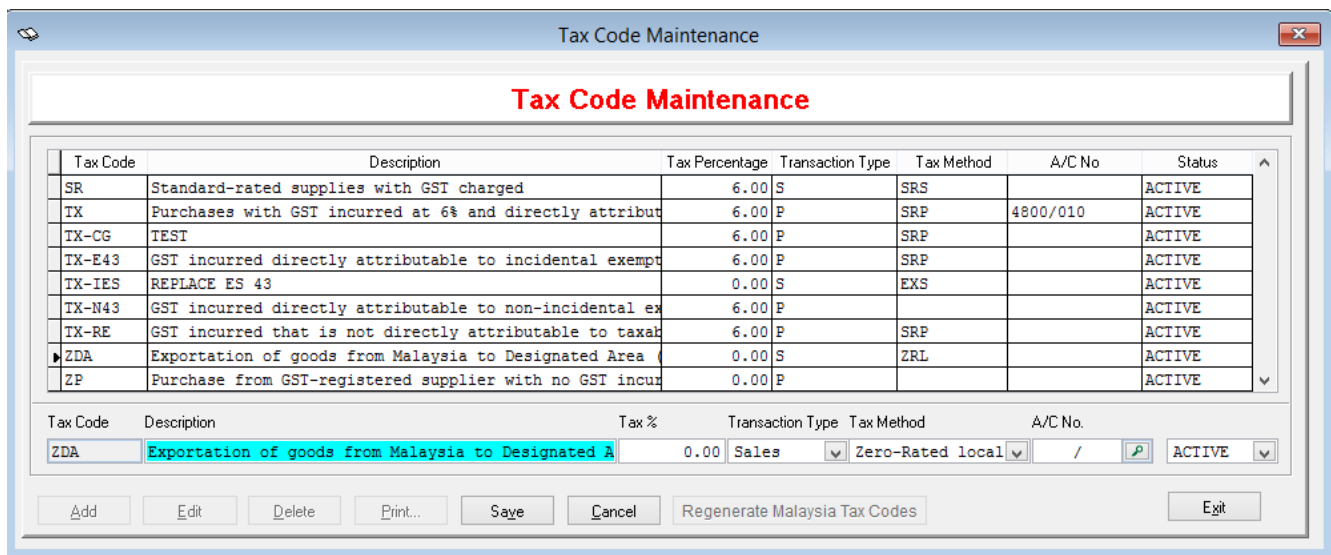 Tax Code Maintenance
Tax Code Maintenance
Tax Code Description Tax Percentage Transaction Type Tax Method A/C No Status
SR Standard-rated supplies with GST charged 6.00 S SRS ACTIVE
TX Purchases with GST incurred at 6% and directly attribut 6.00 P SRP 4800/010 ACTIVE
TX-CG TEST 6.00 P SRP ACTIVE
TX-E43 GST incurred directly attributable to incidental exempt 6.00 P SRP ACTIVE
TX-IES REPLACE ES 43 0.00 S EXS ACTIVE
TX-N43 GST incurred directly attributable to non-incidental ex 6.00 P ACTIVE
TX-RE GST incurred that is not directly attributable to taxab 6.00 P SRP ACTIVE
ZDA Exportation of goods from Malaysia to Designated Area ( 0.00 S ZRL ACTIVE
ZP Purchase from GST-registered supplier with no GST incur 0.00 P ACTIVE
Tax Code Description Tax % Transaction Type Tax Method A/C No.
ZDA Exportation of goods from Malaysia to Designated A 0.00 Sales Zero-Rated local / ACTIVE
Add Edit Delete Print... Save Cancel Regenerate Malaysia Tax Codes Exit